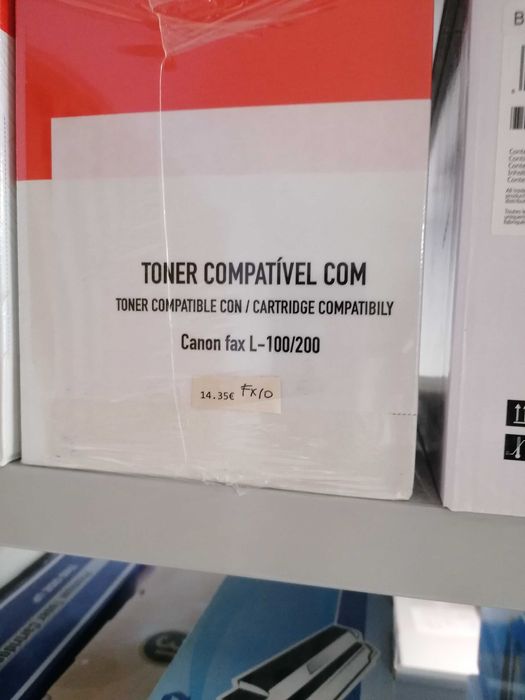 TONER COMPATÍVEL COM
TONER COMPATIBLE CON / CARTRIDGE COMPATIBILY
Canon fax L-100/200
14.35€ FX10